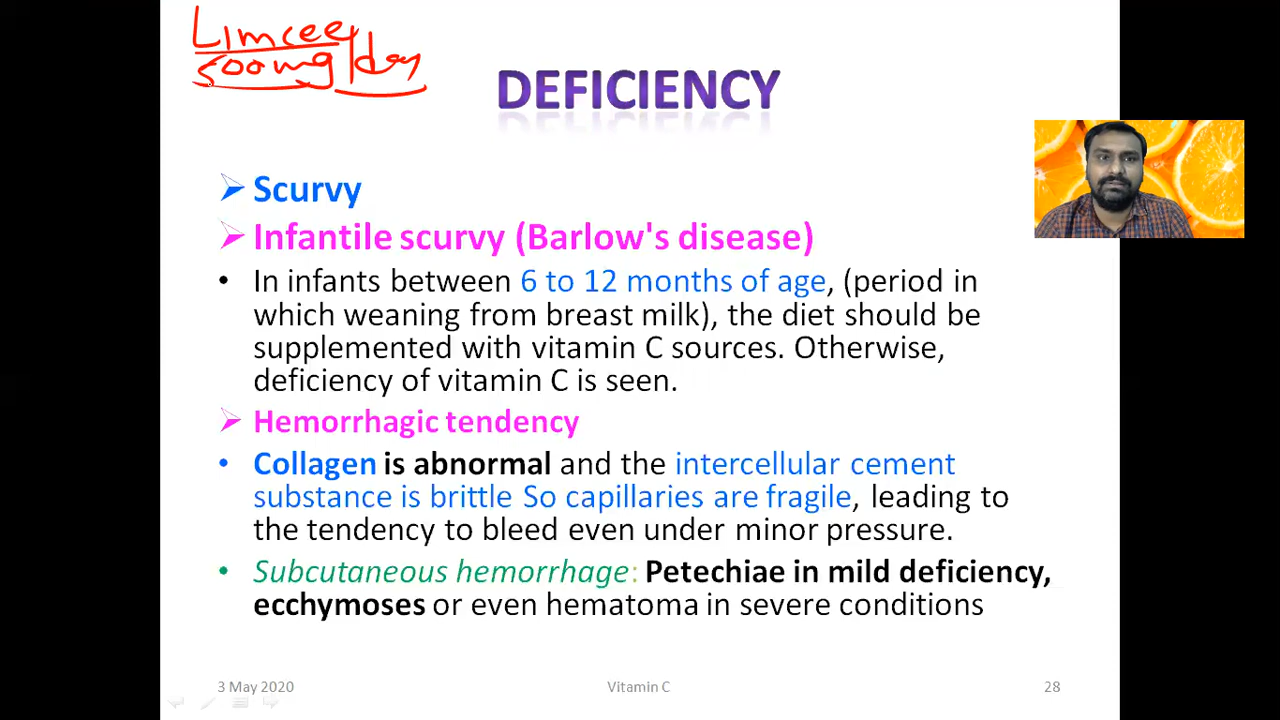 Limcee
500mg/day
DEFICIENCY
➢ Scurvy
➢ Infantile scurvy (Barlow's disease)
• In infants between 6 to 12 months of age, (period in
which weaning from breast milk), the diet should be
supplemented with vitamin C sources. Otherwise,
deficiency of vitamin C is seen.
➢ Hemorrhagic tendency
• Collagen is abnormal and the intercellular cement
substance is brittle So capillaries are fragile, leading to
the tendency to bleed even under minor pressure.
• Subcutaneous hemorrhage: Petechiae in mild deficiency,
ecchymoses or even hematoma in severe conditions
3 May 2020 Vitamin C 28